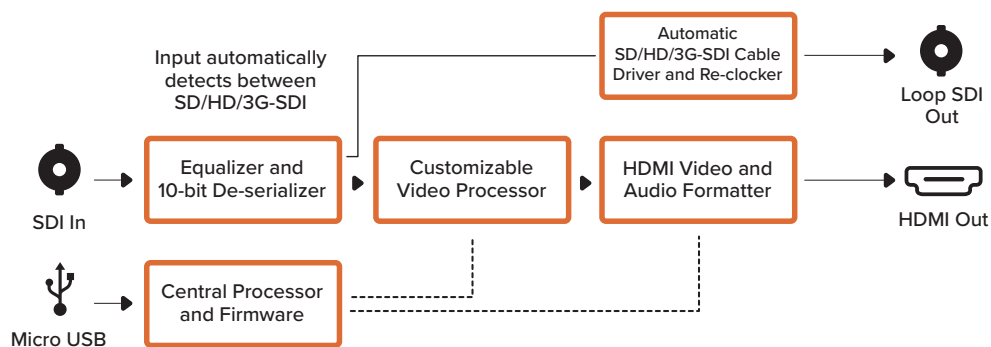 Input automatically
detects between
SD/HD/3G-SDI
Automatic
SD/HD/3G-SDI Cable
Driver and Re-clocker
Loop SDI
Out
SDI In
Equalizer and
10-bit De-serializer
Customizable
Video Processor
HDMI Video and
Audio Formatter
HDMI Out
Micro USB
Central Processor
and Firmware